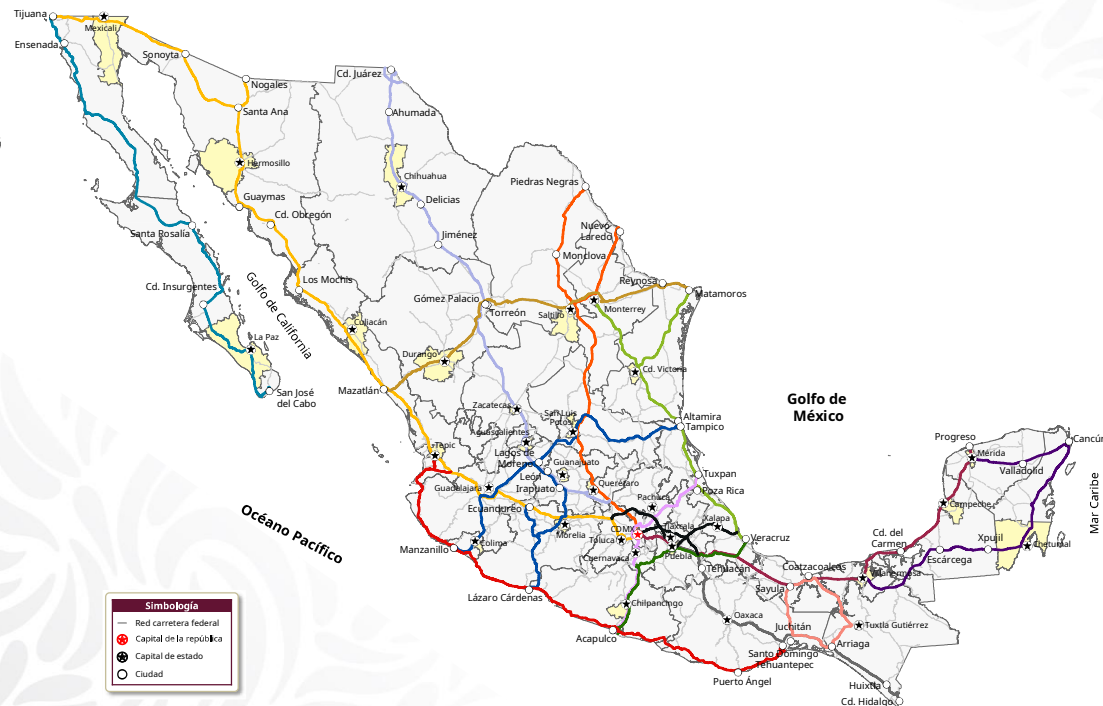 Tijuana
Mexicali
Ensenada
Sonoyta
Nogales
Cd. Juárez
Santa Ana
Ahumada
Hermosillo
Chihuahua
Piedras Negras
Guaymas
Delicias
Cd. Obregón
Nuevo
Laredo
Santa Rosalía
Jiménez
Monclova
Golfo de California
Los Mochis
Reynosa
Cd. Insurgentes
Matamoros
Gómez Palacio
Torreón
Saltillo
Monterrey
Culiacán
La Paz
Durango
Cd. Victoria
Mazatlán
San José
del Cabo
Golfo de
México
Zacatecas
San Luis
Potosí
Altamira
Tampico
Aguascalientes
Tepic
Lagos de
Moreno
Guanajuato
León
Irapuato
Guadalajara
Querétaro
Tuxpan
Poza Rica
Pachuca
Progreso
Mérida
Cancún
Valladolid
Mar Caribe
Campeche
Ecuandureo
Océano Pacífico
CDMX
Tlaxcala
Xalapa
Morelia
Toluca
Manzanillo
Colima
Cuernavaca
Puebla
Veracruz
Cd. del
Carmen
Xpujil
Chetumal
Escárcega
Tehuacán
Coatzacoalcos
Villahermosa
Sayula
Lázaro Cárdenas
Chilpancingo
Oaxaca
Juchitán
Tuxtla Gutiérrez
Acapulco
Arriaga
Santo Domingo
Tehuantepec
Puerto Ángel
Huixtla
Cd. Hidalgo
Simbología
Red carretera federal
Capital de la república
Capital de estado
Ciudad